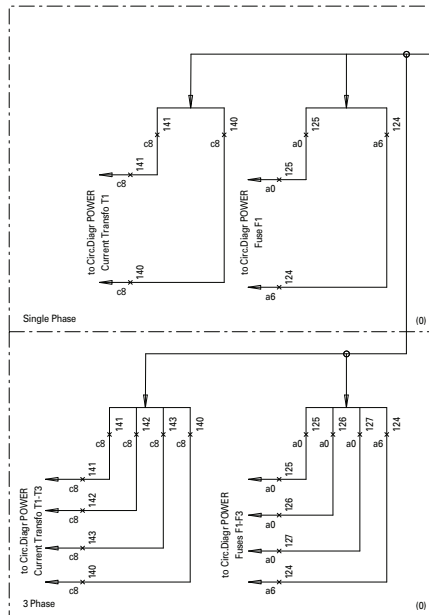 141
c8
140
c8
141
c8
140
c8
to Circ.Diagr POWER
Current Transfo T1
125
a0
124
a6
125
a0
124
a6
to Circ.Diagr POWER
Fuse F1
Single Phase
(0)
141
c8
142
c8
143
c8
140
c8
141
c8
142
c8
143
c8
140
c8
to Circ.Diagr POWER
Current Transfo T1-T3
125
a0
126
a0
127
a0
124
a6
125
a0
126
a0
127
a0
124
a6
to Circ.Diagr POWER
Fuses F1-F3
3 Phase
(0)